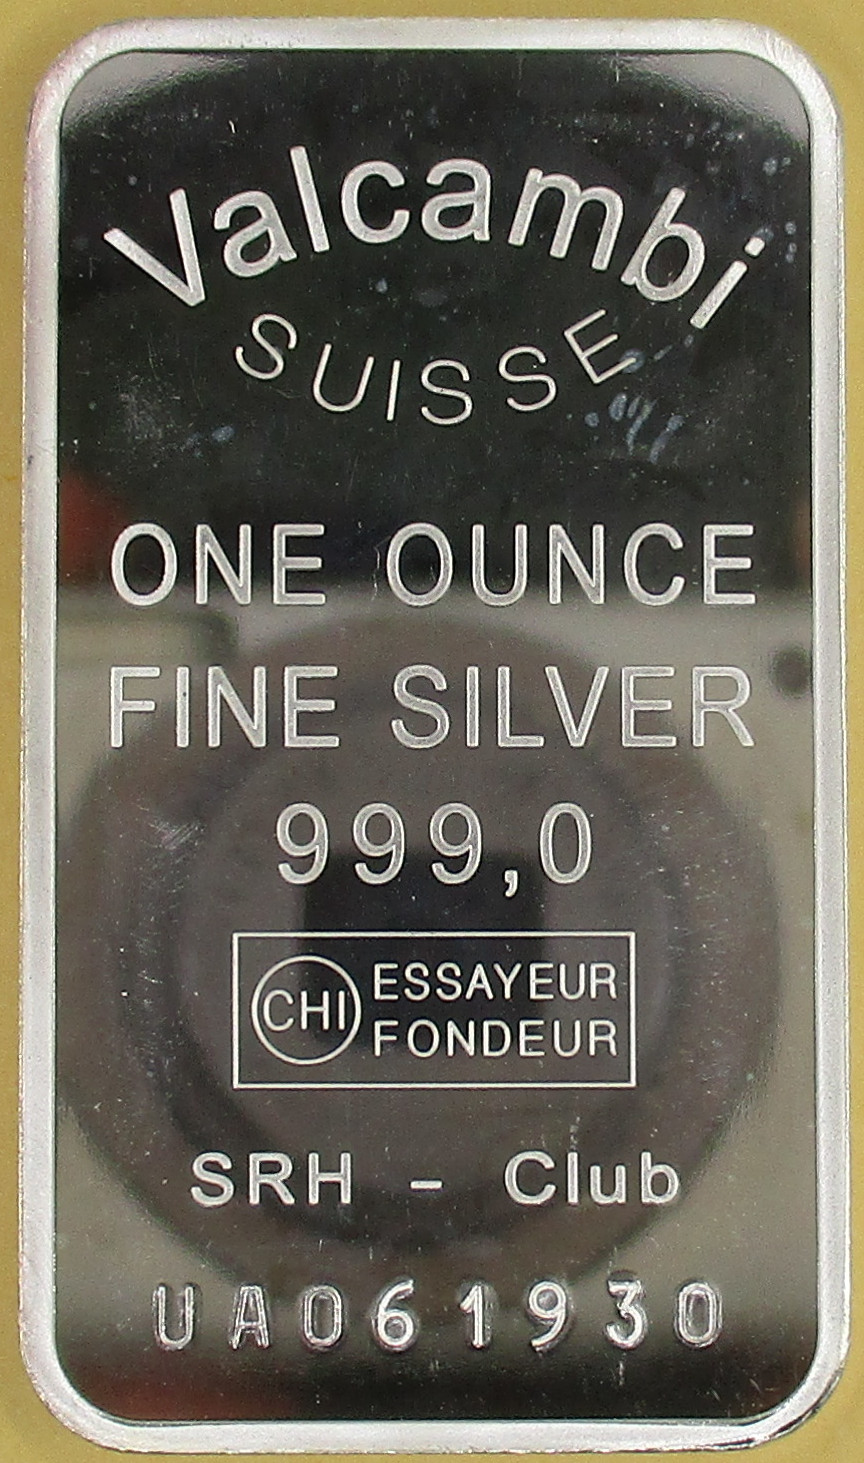 Valcambi
SUISSE
ONE OUNCE
FINE SILVER
999,0
CHI ESSAYEUR
FONDEUR
SRH - Club
UA061930